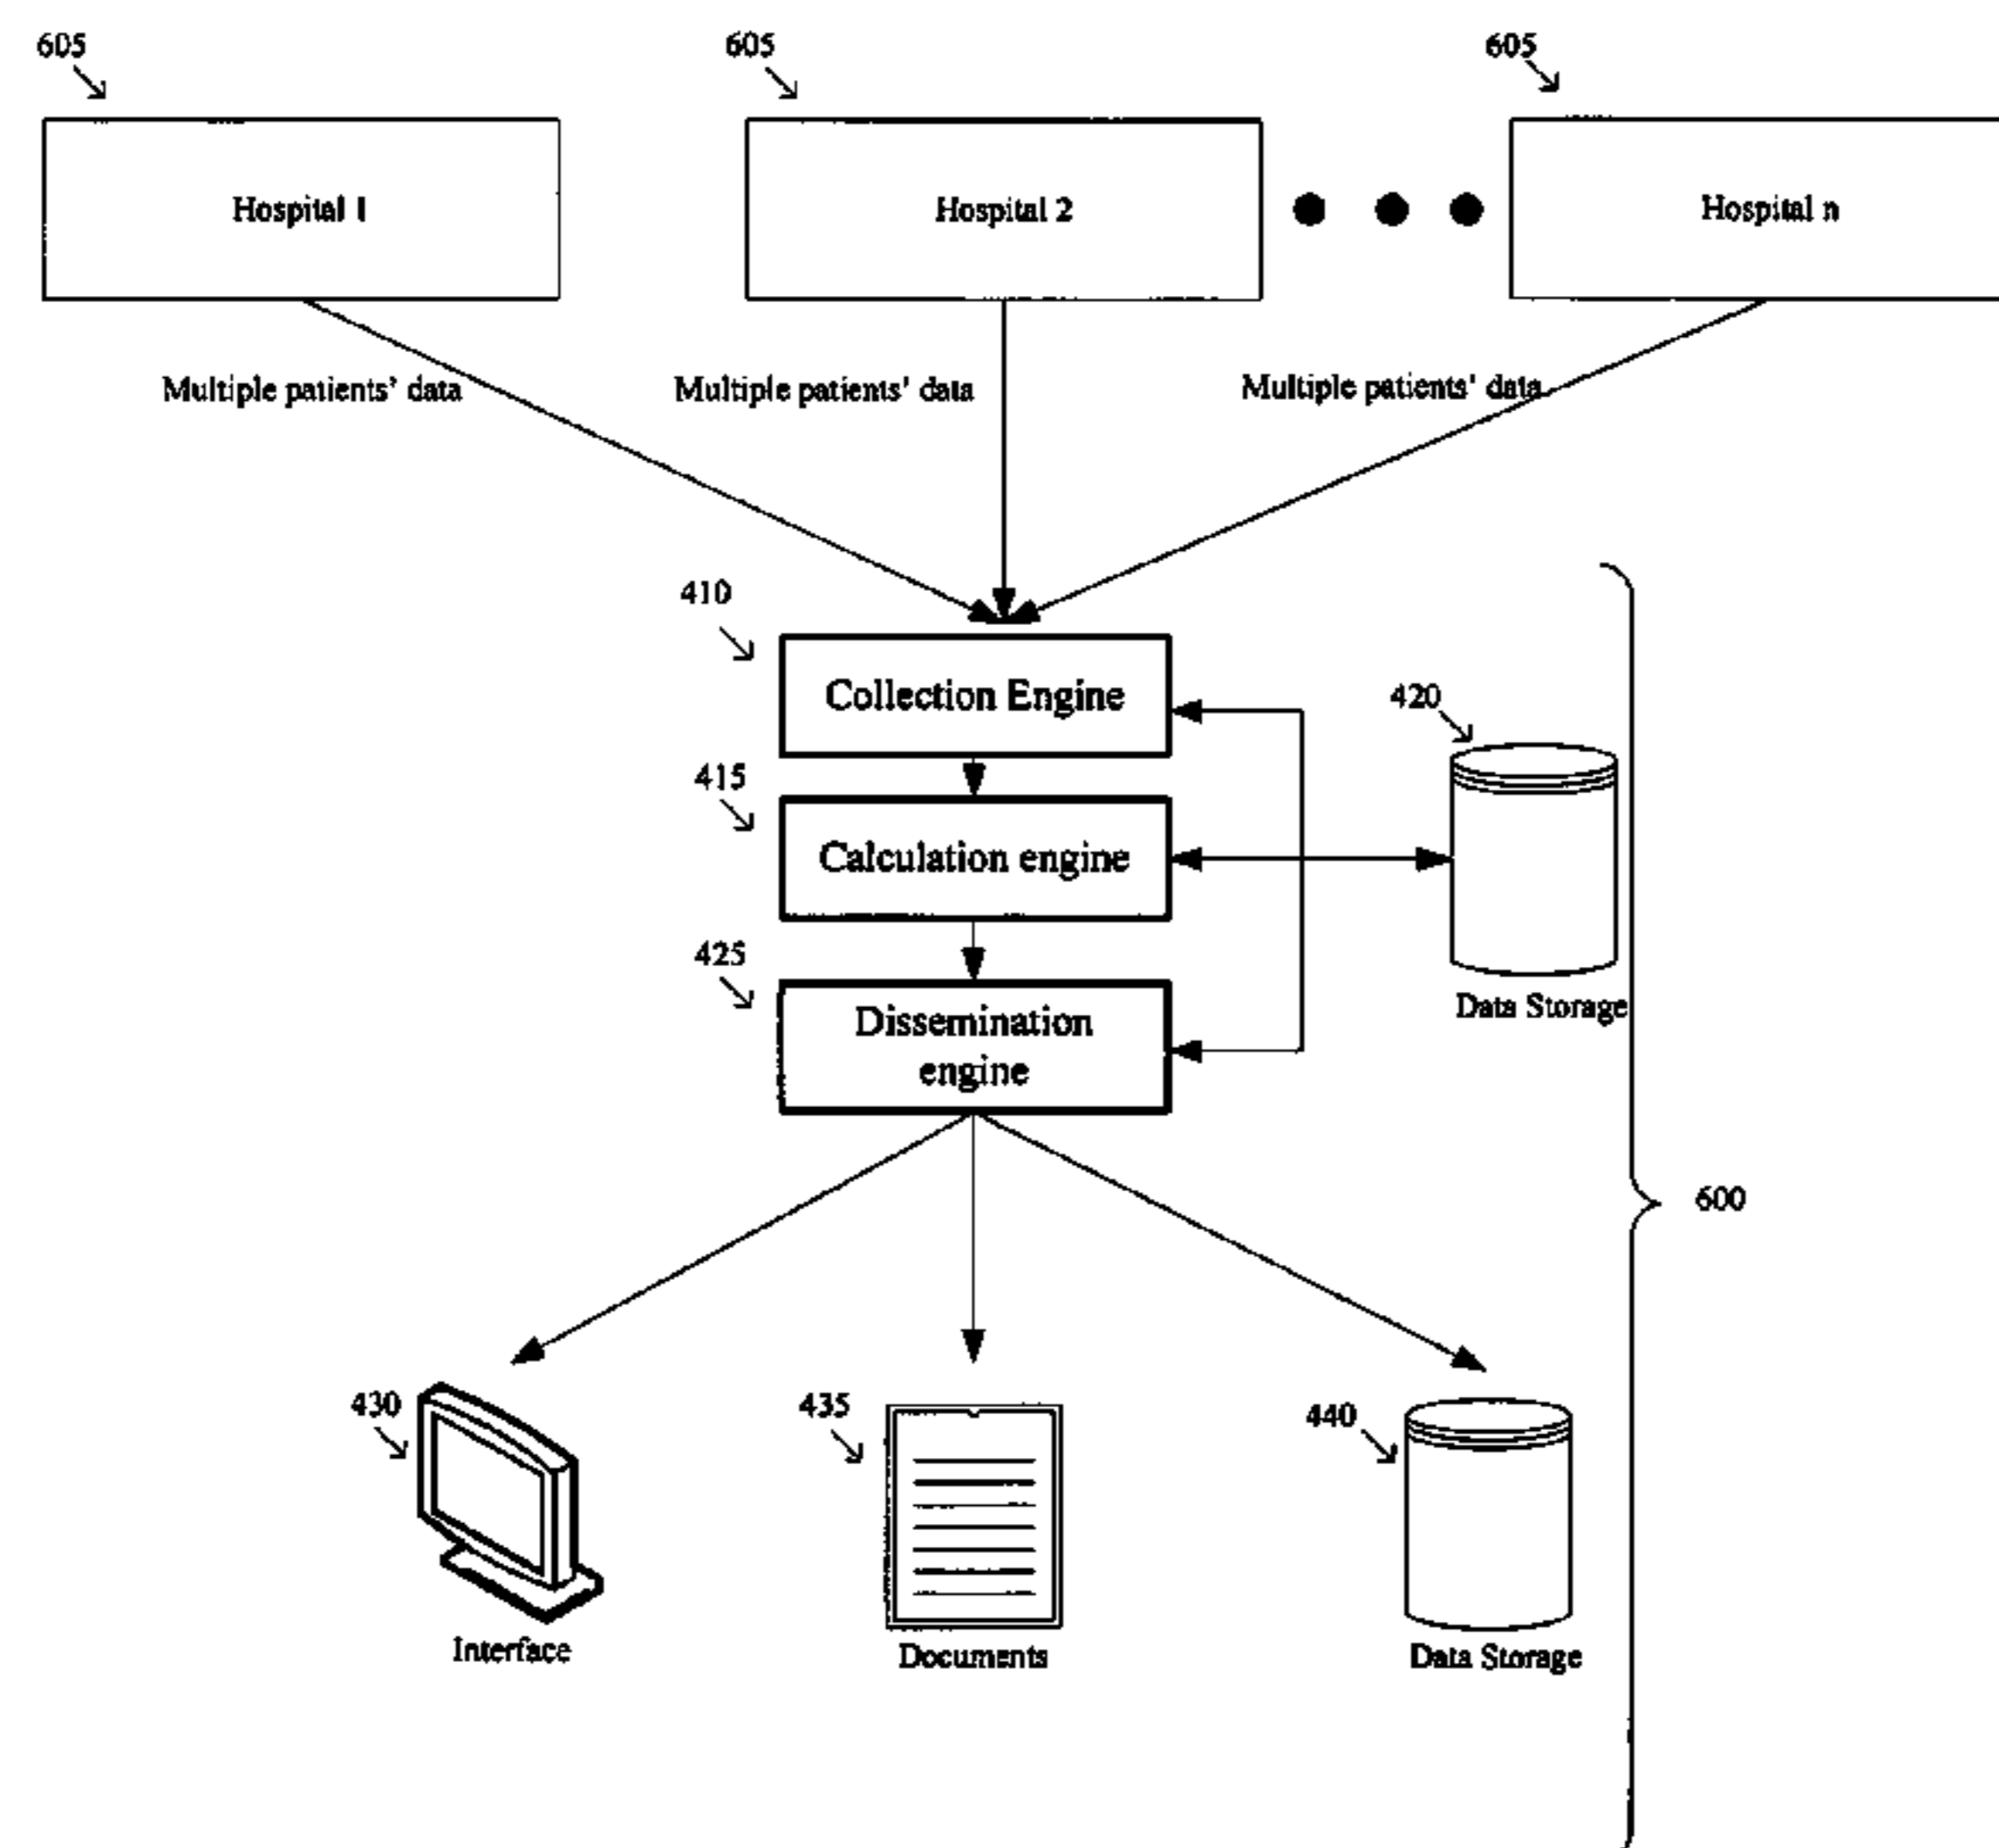 605
605
605
Hospital 1
Hospital 2
Hospital n
Multiple patients' data
Multiple patients' data
Multiple patients' data
410
Collection Engine
420
415
Calculation engine
425
Dissemination
engine
Data Storage
600
430
435
440
Interface
Documents
Data Storage